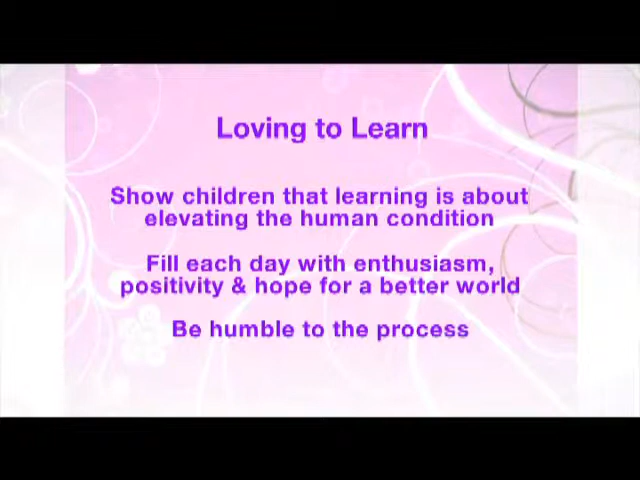 Loving to Learn
Show children that learning is about
elevating the human condition
Fill each day with enthusiasm,
positivity & hope for a better world
Be humble to the process